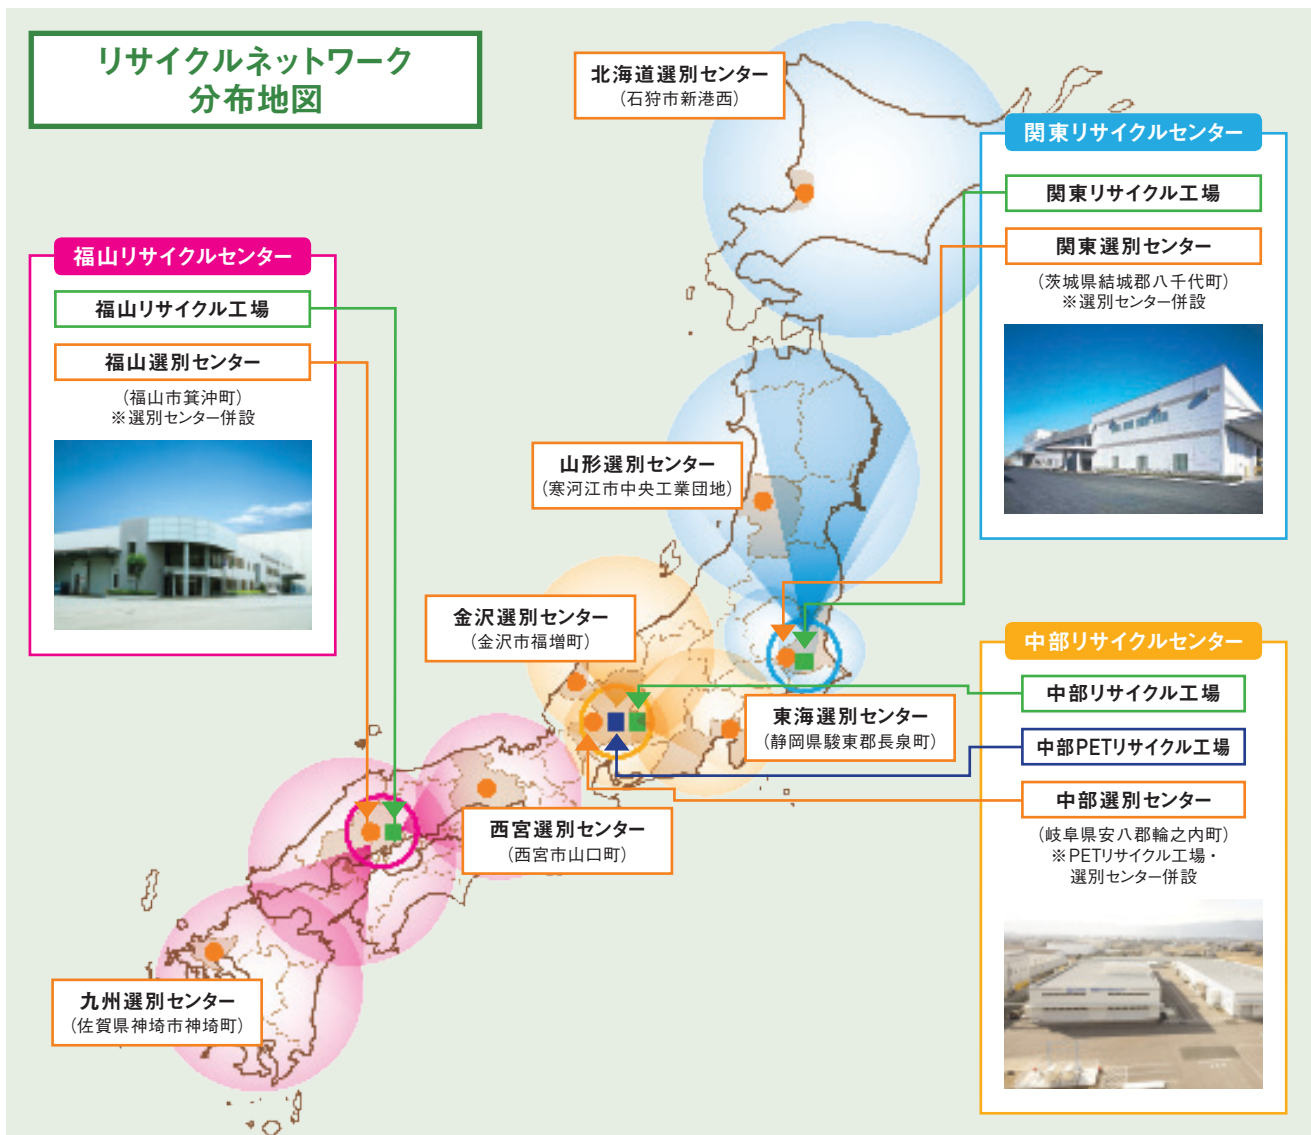 リサイクルネットワーク
分布地図
北海道選別センター
(石狩市新港西)
関東リサイクルセンター
関東リサイクル工場
関東選別センター
(茨城県結城郡八千代町)
※選別センター併設
福山リサイクルセンター
福山リサイクル工場
福山選別センター
(福山市箕沖町)
※選別センター併設
山形選別センター
(寒河江市中央工業団地)
金沢選別センター
(金沢市福増町)
中部リサイクルセンター
中部リサイクル工場
中部PETリサイクル工場
中部選別センター
(岐阜県安八郡輪之内町)
※PETリサイクル工場・
選別センター併設
東海選別センター
(静岡県駿東郡長泉町)
西宮選別センター
(西宮市山口町)
九州選別センター
(佐賀県神埼市神埼町)